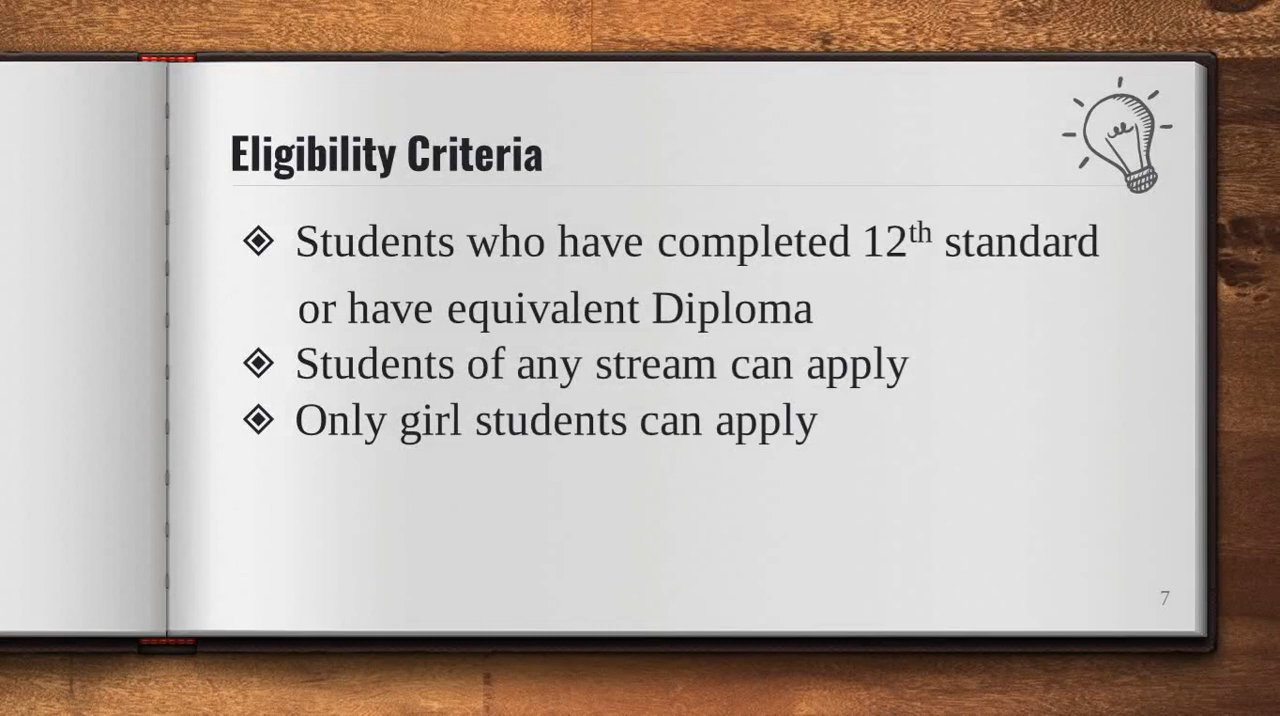 Eligibility Criteria
Students who have completed 12th standard
or have equivalent Diploma
Students of any stream can apply
Only girl students can apply
7